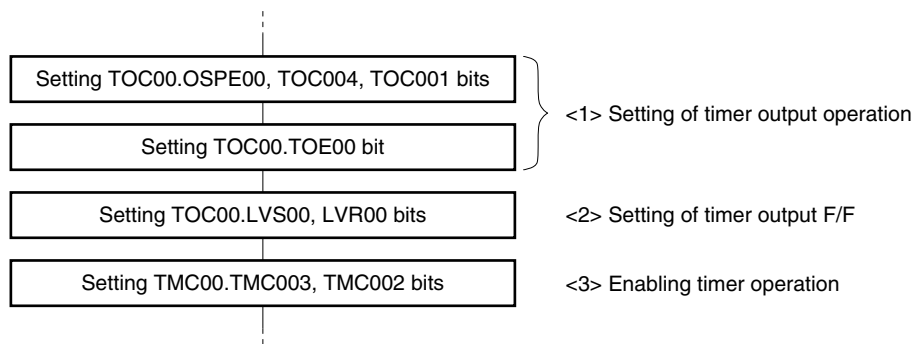 Setting TOC00.OSPE00, TOC004, TOC001 bits
<1> Setting of timer output operation
Setting TOC00.TOE00 bit
Setting TOC00.LVS00, LVR00 bits
<2> Setting of timer output F/F
Setting TMC00.TMC003, TMC002 bits
<3> Enabling timer operation